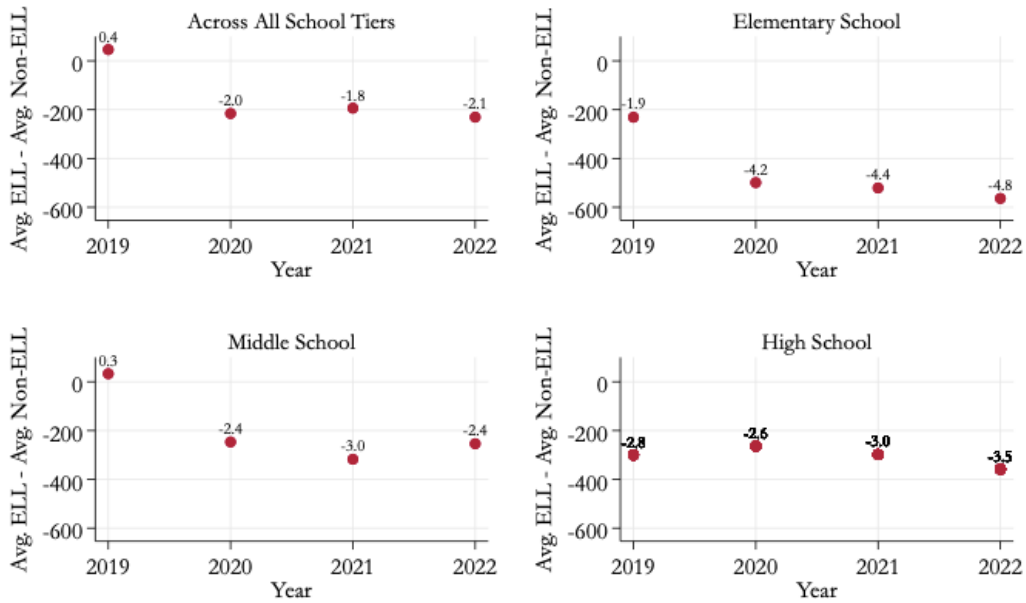 Across All School Tiers
Avg. ELL - Avg. Non-ELL
0
-200
-400
-600
0.4
-2.0
-1.8
-2.1
2019 2020 2021 2022
Year
Elementary School
Avg. ELL - Avg. Non-ELL
0
-200
-400
-600
-1.9
-4.2
-4.4
-4.8
2019 2020 2021 2022
Year
Middle School
Avg. ELL - Avg. Non-ELL
0
-200
-400
-600
0.3
-2.4
-3.0
-2.4
2019 2020 2021 2022
Year
High School
Avg. ELL - Avg. Non-ELL
0
-200
-400
-600
-2.8
-2.6
-3.0
-3.5
2019 2020 2021 2022
Year